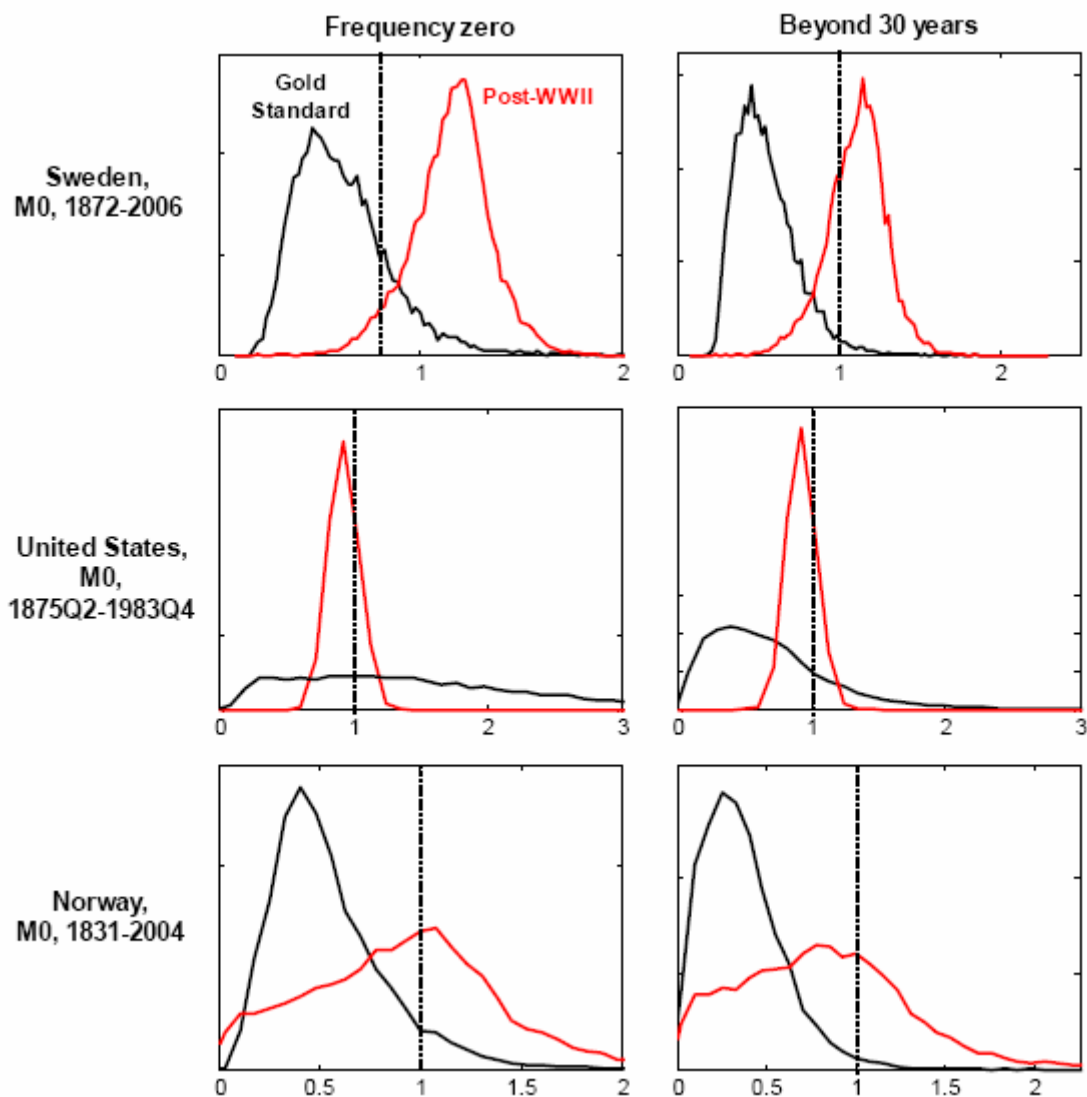 Frequency zero
Beyond 30 years
Gold
Standard
Post-WWII
Sweden,
M0, 1872-2006
0 1 2
0 1 2
United States,
M0,
1875Q2-1983Q4
0 1 2 3
0 1 2 3
Norway,
M0, 1831-2004
0 0.5 1 1.5 2
0 0.5 1 1.5 2